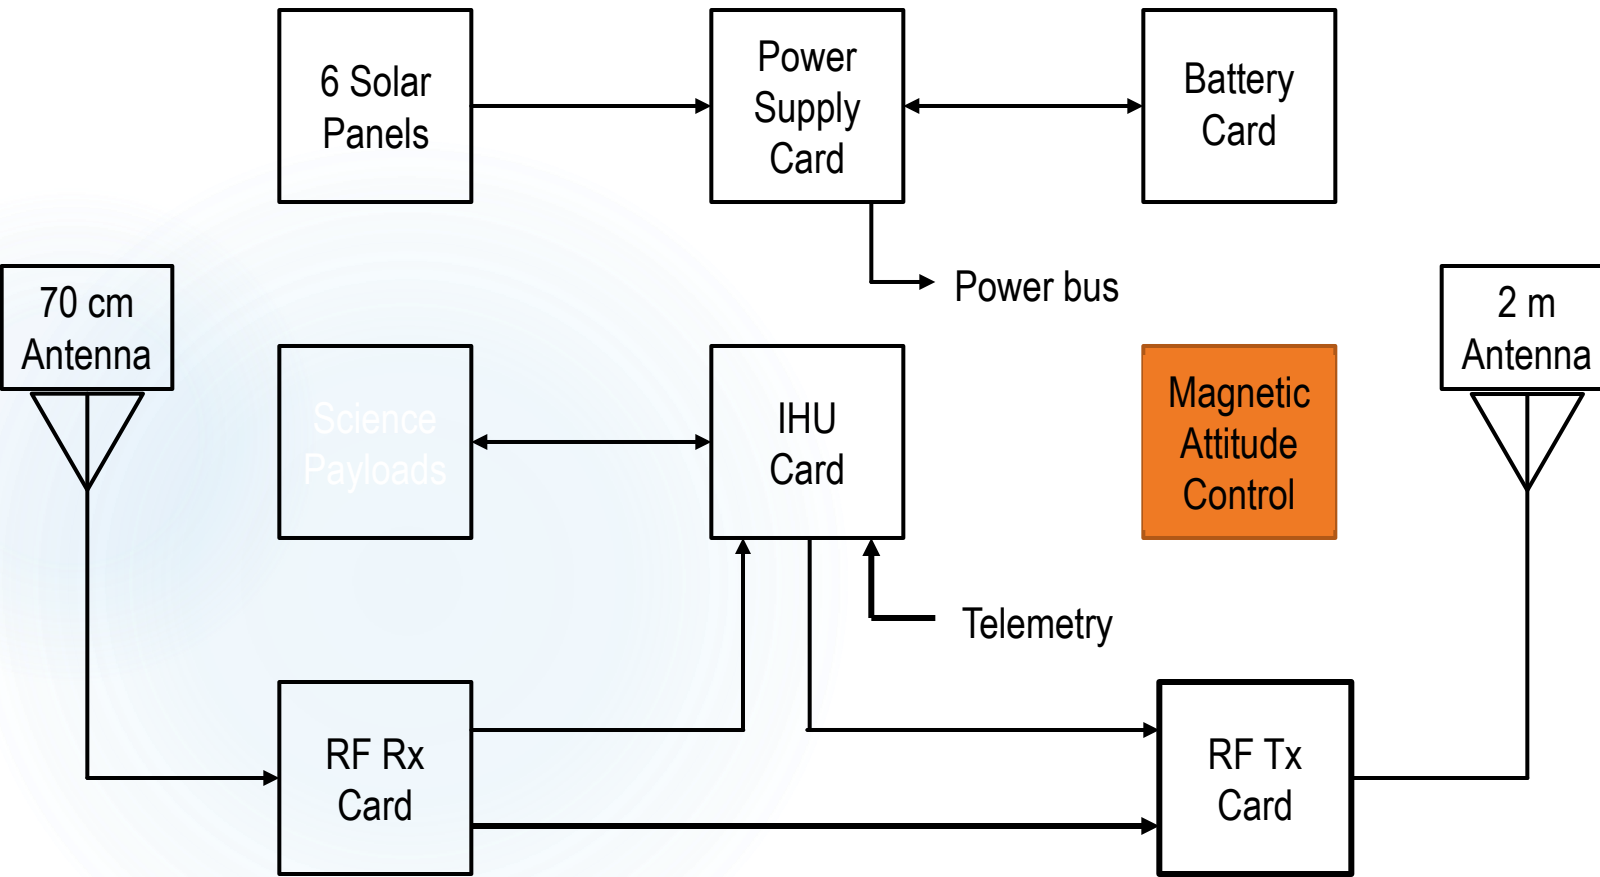 6 Solar
Panels
Power
Supply
Card
Battery
Card
Power bus
70 cm
Antenna
2 m
Antenna
Science
Payloads
IHU
Card
Magnetic
Attitude
Control
Telemetry
RF Rx
Card
RF Tx
Card